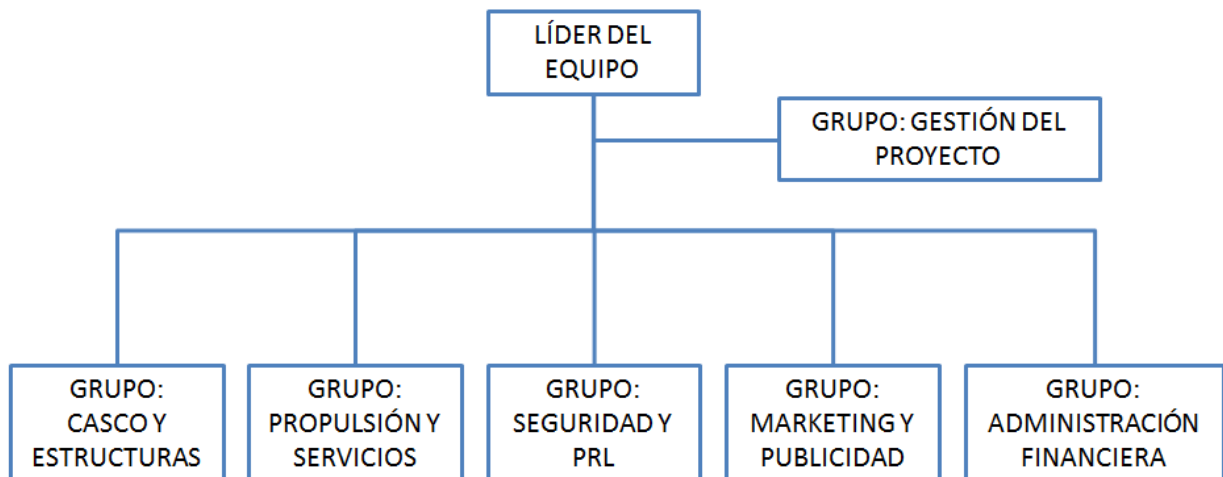 LÍDER DEL
EQUIPO
GRUPO: GESTIÓN DEL
PROYECTO
GRUPO:
CASCO Y
ESTRUCTURAS
GRUPO:
PROPULSIÓN Y
SERVICIOS
GRUPO:
SEGURIDAD Y
PRL
GRUPO:
MARKETING Y
PUBLICIDAD
GRUPO:
ADMINISTRACIÓN
FINANCIERA